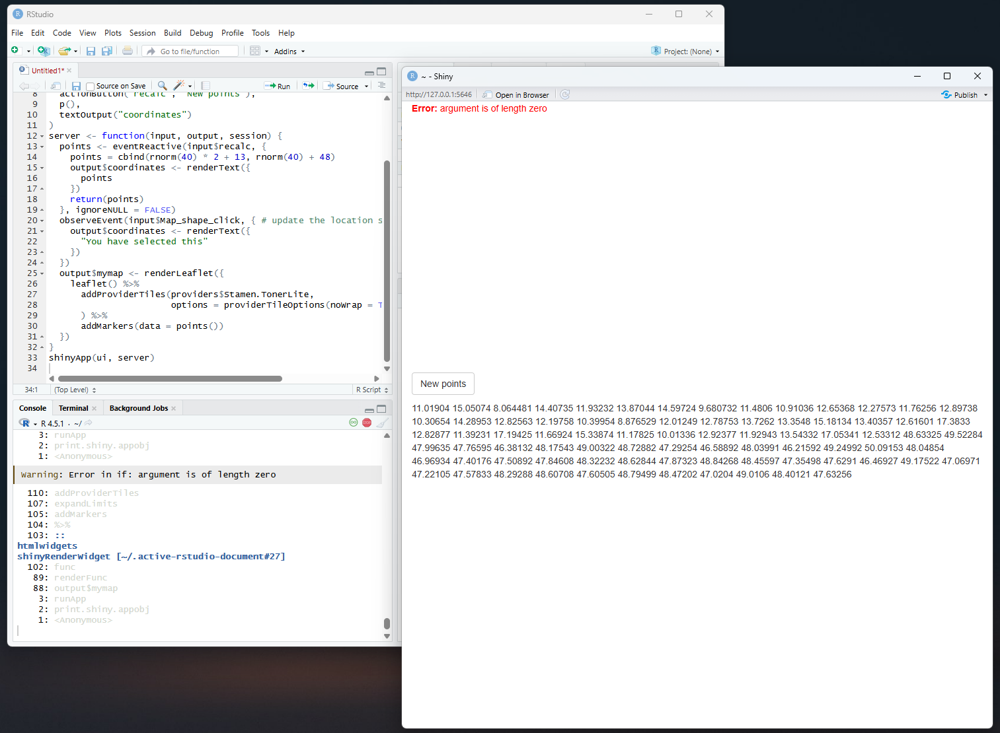 RStudio
File Edit Code View Plots Session Build Debug Profile Tools Help
Go to file/function Addins Project: (None)
Untitled1*
Source on Save Run Source
8 actionButton("recalc", "New points"),
9 p(),
10 textOutput("coordinates")
11 )
12 server <- function(input, output, session) {
13 points <- eventReactive(input$recalc, {
14 points = cbind(rnorm(40) * 2 + 13, rnorm(40) + 48)
15 output$coordinates <- renderText({
16 points
17 })
18 return(points)
19 }, ignoreNULL = FALSE)
20 observeEvent(input$Map_shape_click, { # update the location s
21 output$coordinates <- renderText({
22 "You have selected this"
23 })
24 })
25 output$mymap <- renderLeaflet({
26 leaflet() %>%
27 addProviderTiles(providers$Stamen.TonerLite,
28 options = providerTileOptions(noWrap = T
29 ) %>%
30 addMarkers(data = points())
31 })
32 }
33 shinyApp(ui, server)
34
34:1 (Top Level) R Script
Console Terminal Background Jobs
R 4.5.1 · ~/
3: runApp
2: print.shiny.appobj
1: <Anonymous>
Warning: Error in if: argument is of length zero
110: addProviderTiles
107: expandLimits
105: addMarkers
104: %>%
103: ::
htmlwidgets
shinyRenderWidget [~/.active-rstudio-document#27]
102: func
89: renderFunc
88: output$mymap
3: runApp
2: print.shiny.appobj
1: <Anonymous>
~ - Shiny
http://127.0.0.1:5646 Open in Browser Publish
Error: argument is of length zero
New points
11.01904 15.05074 8.064481 14.40735 11.93232 13.87044 14.59724 9.680732 11.4806 10.91036 12.65368 12.27573 11.76256 12.89738
10.30654 14.28953 12.82563 12.19758 10.39954 8.876529 12.01249 12.78753 13.7262 13.3548 15.18134 13.40357 12.61601 17.3833
12.82877 11.39231 17.19425 11.66924 15.33874 11.17825 10.01336 12.92377 11.92943 13.54332 17.05341 12.53312 48.63325 49.52284
47.99635 47.76595 46.38132 48.17543 49.00322 48.72882 47.29254 46.58892 48.03991 46.21592 49.24992 50.09153 48.04854
46.96934 47.40176 47.50892 47.84608 48.32232 48.62844 47.87323 48.84268 48.45597 47.35498 47.6291 46.46927 49.17522 47.06971
47.22105 47.57833 48.29288 48.60708 47.60505 48.79499 48.47202 47.0204 49.0106 48.40121 47.63256